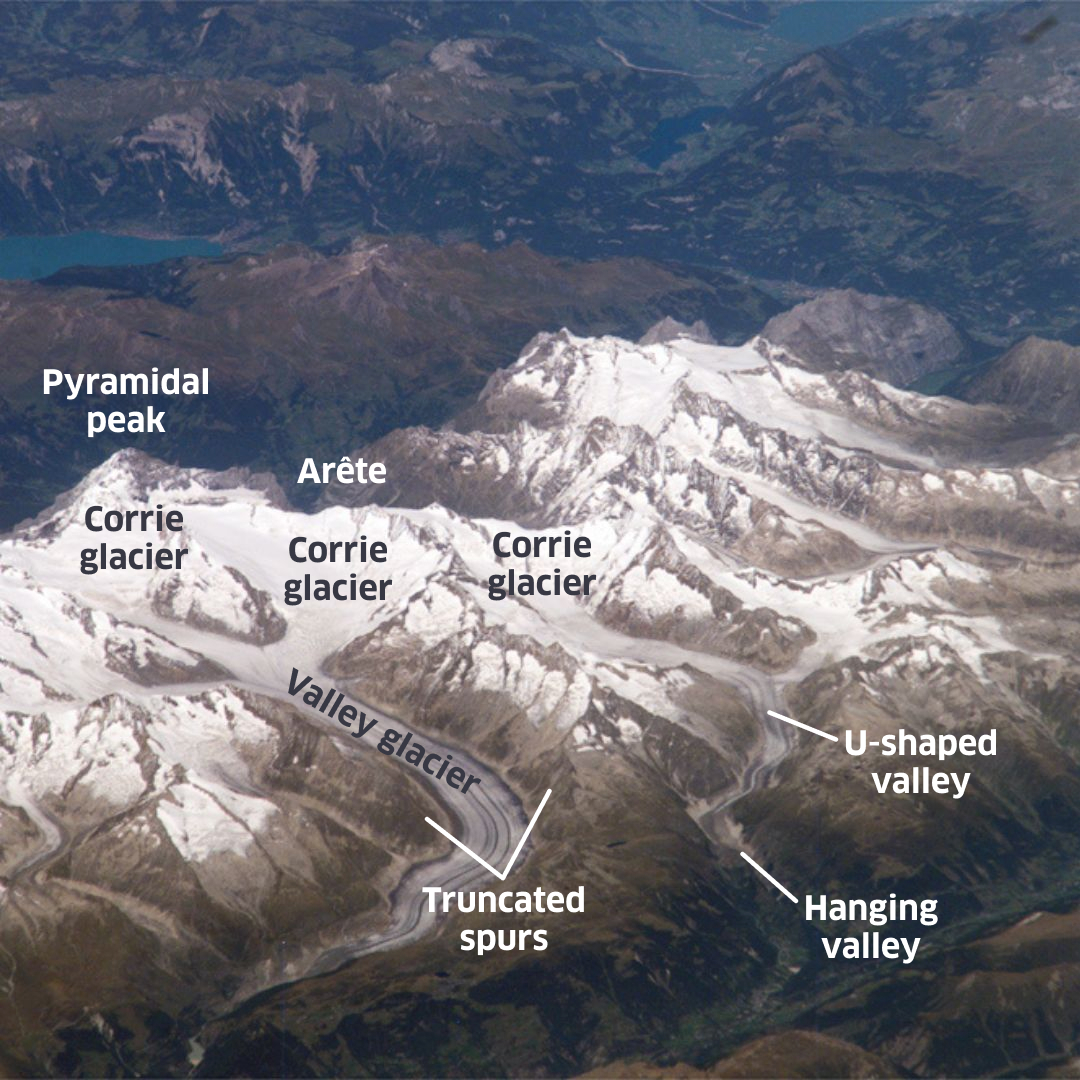 Pyramidal
peak
Arête
Corrie
glacier
Corrie
glacier
Corrie
glacier
Valley glacier
U-shaped
valley
Truncated
spurs
Hanging
valley